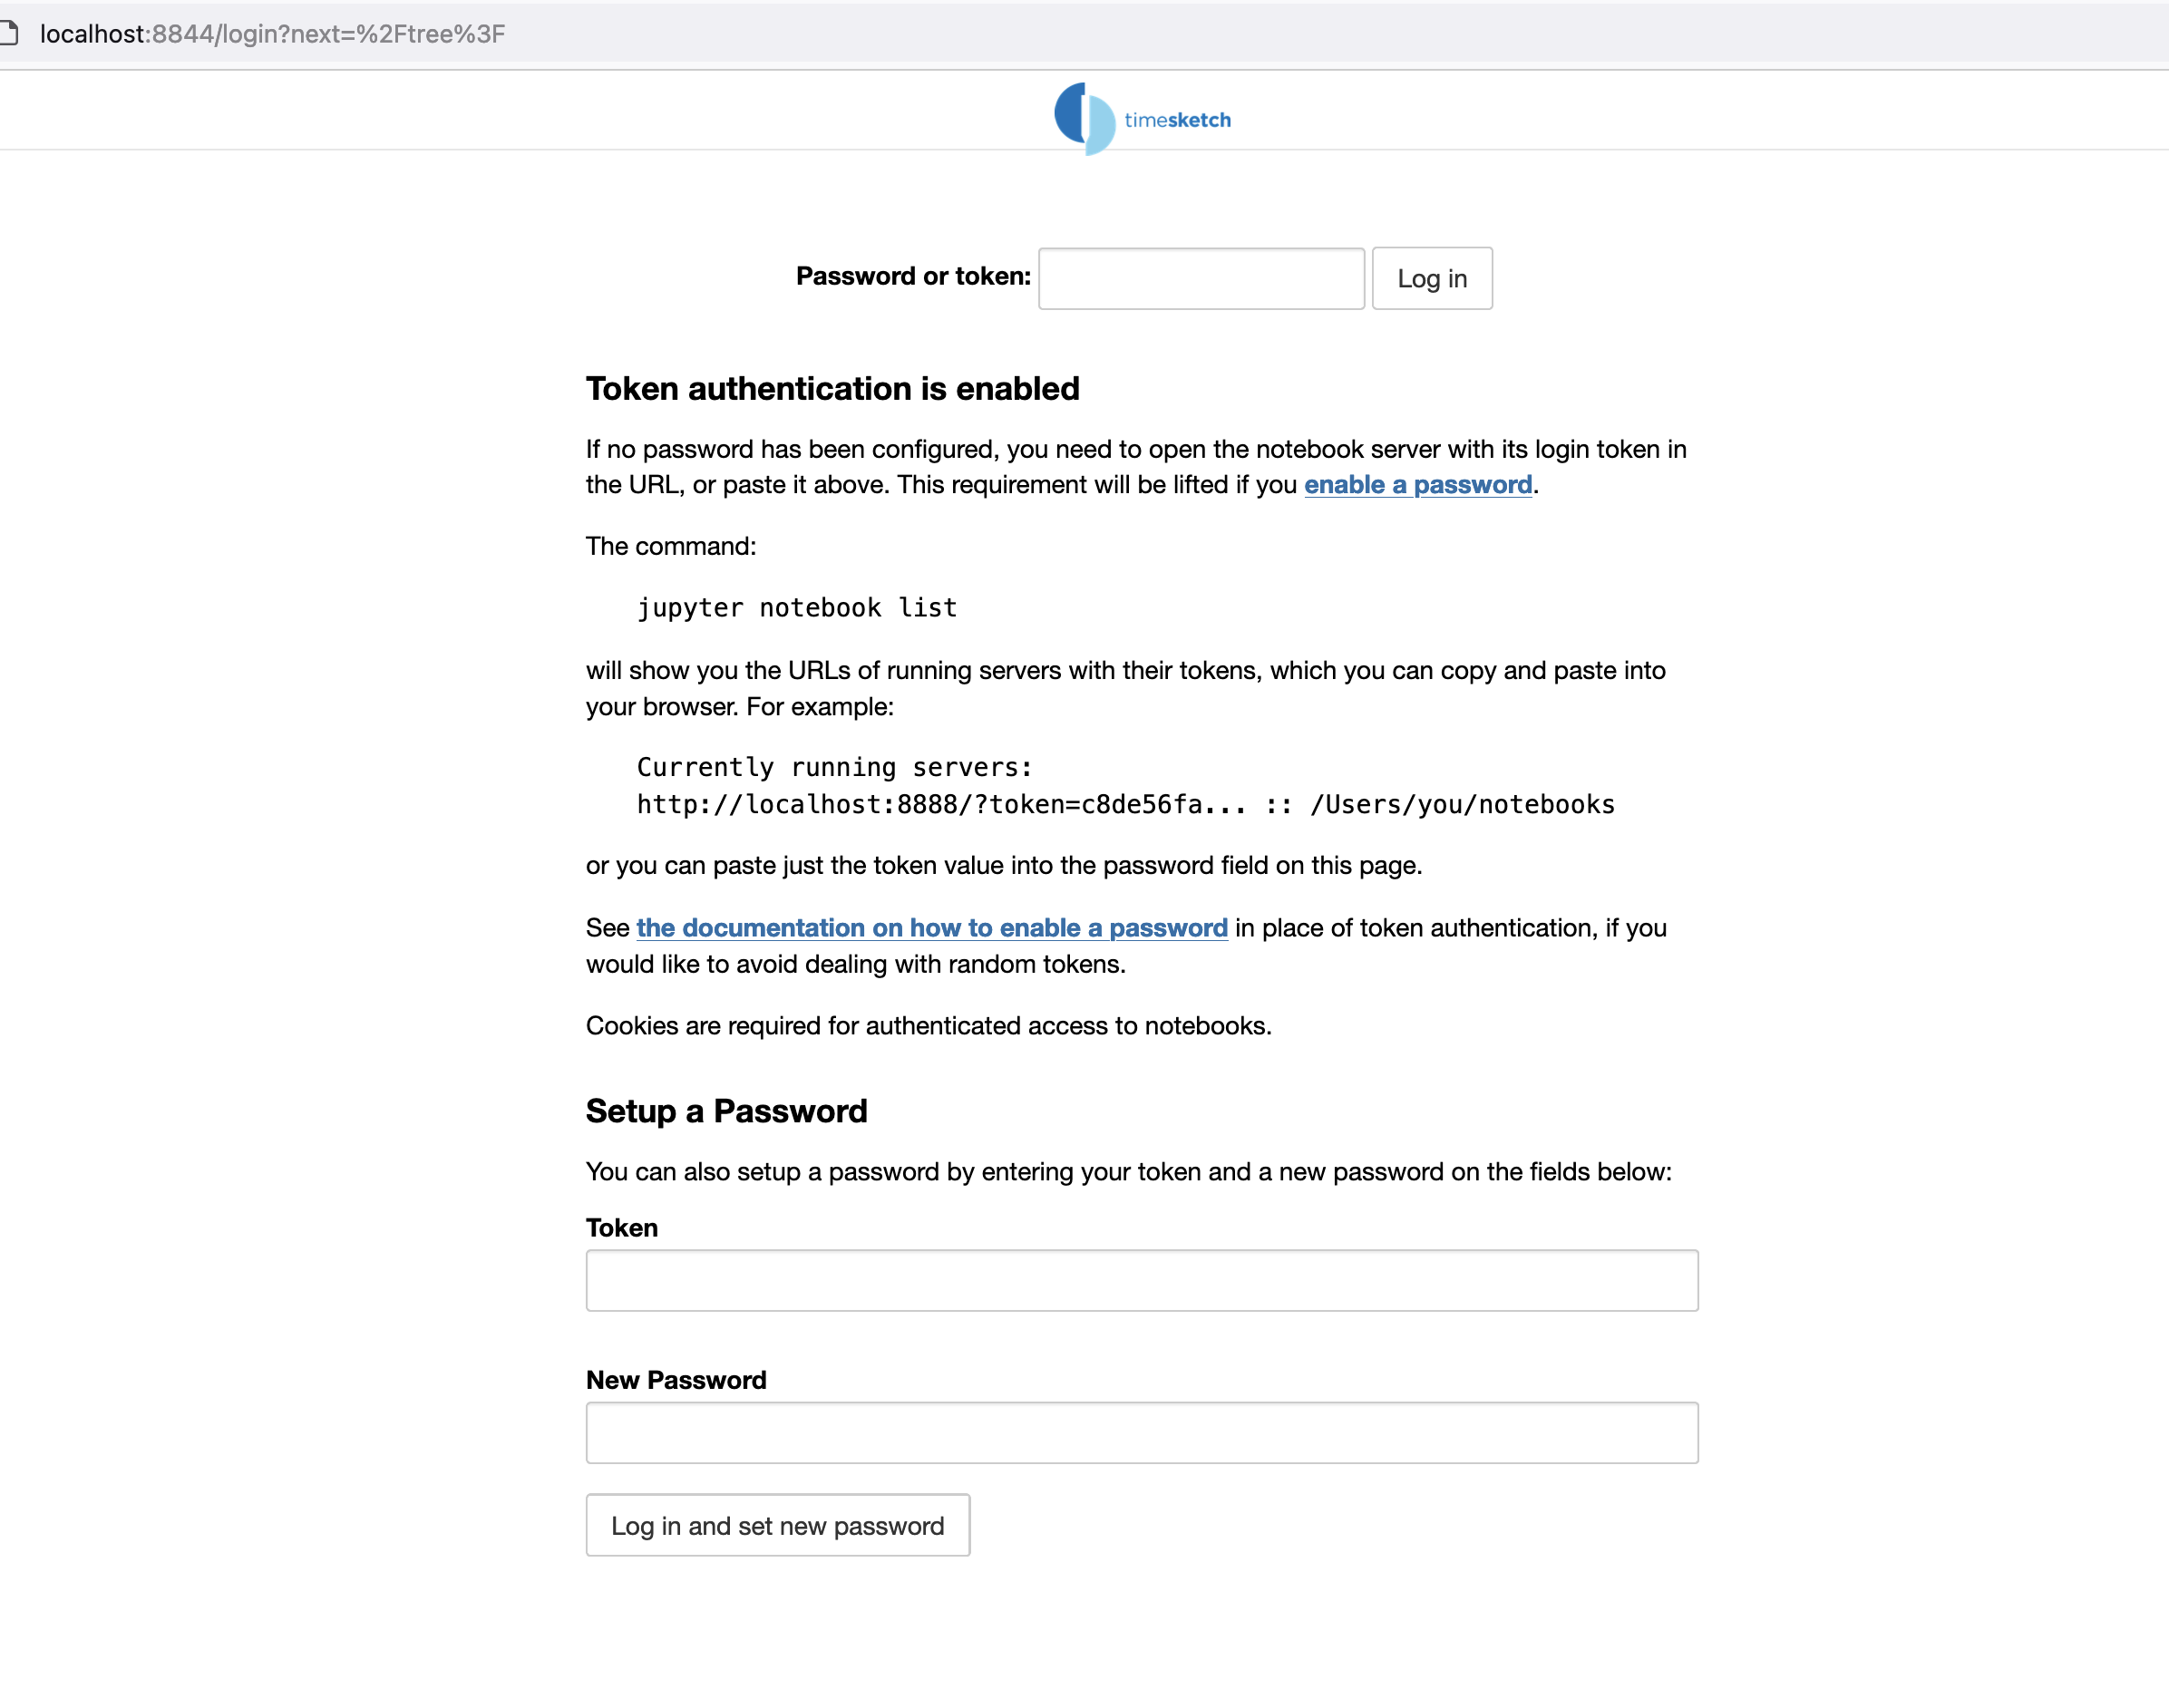 localhost:8844/login?next=%2Ftree%3F
timesketch
Password or token:
Log in
Token authentication is enabled
If no password has been configured, you need to open the notebook server with its login token in
the URL, or paste it above. This requirement will be lifted if you enable a password.
The command:
jupyter notebook list
will show you the URLs of running servers with their tokens, which you can copy and paste into
your browser. For example:
Currently running servers:
http://localhost:8888/?token=c8de56fa... :: /Users/you/notebooks
or you can paste just the token value into the password field on this page.
See the documentation on how to enable a password in place of token authentication, if you
would like to avoid dealing with random tokens.
Cookies are required for authenticated access to notebooks.
Setup a Password
You can also setup a password by entering your token and a new password on the fields below:
Token
New Password
Log in and set new password